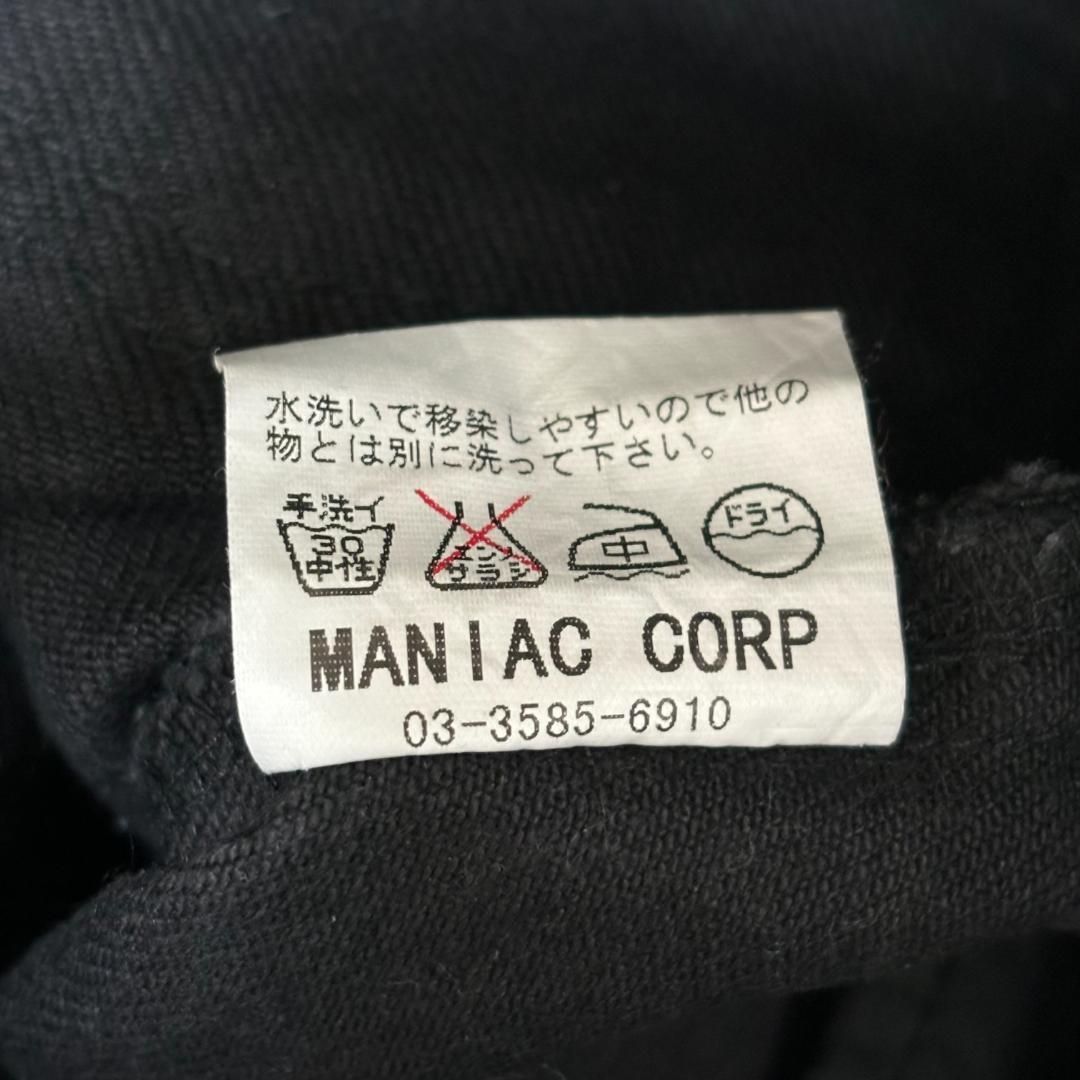 水洗いで移染しやすいので他の
物とは別に洗って下さい。
手洗イ
30
中性
エンソ
サラシ
中
ドライ
MANIAC CORP
03-3585-6910